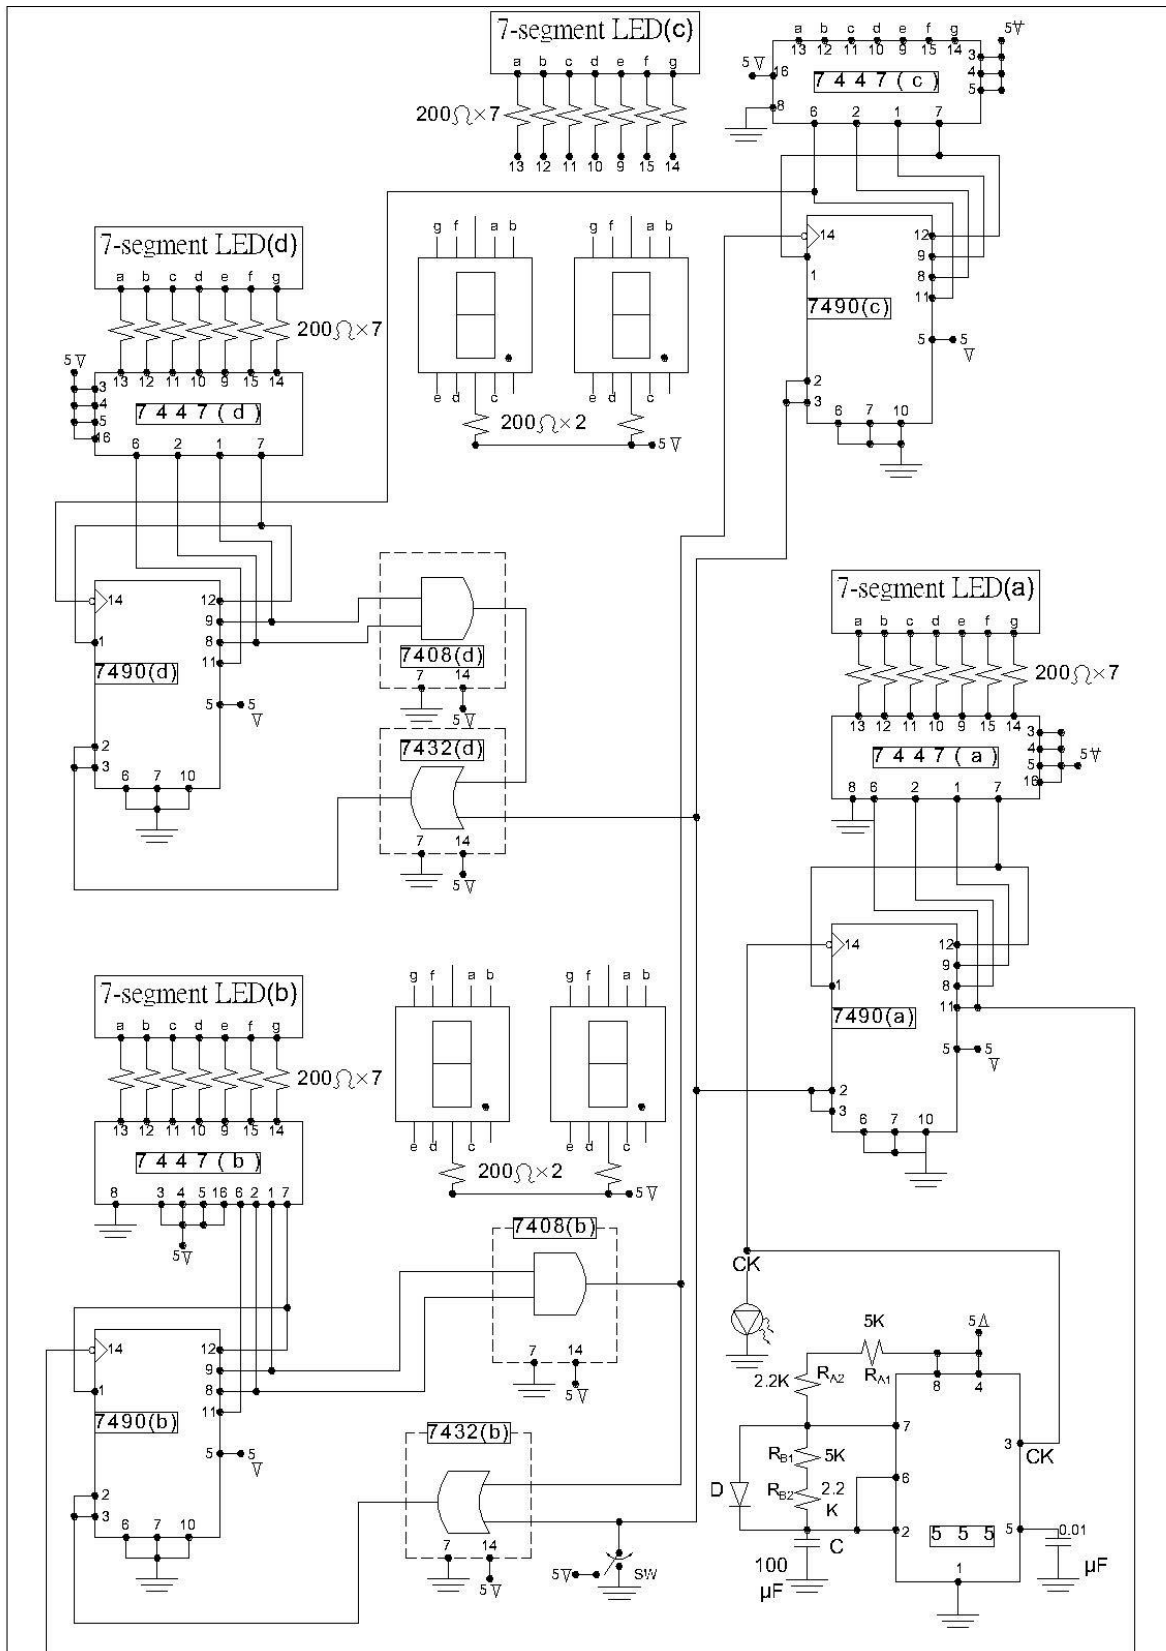 7-segment LED(c)
a b c d e f g
200Ω×7
13 12 11 10 9 15 14
a b c d e f g
13 12 11 10 9 15 14
5V
5V
16
7447(c)
3
4
5
8
6 2 1 7
14
12
9
1
8
11
7490(c)
5
5V
2
3
6 7 10
g f a b
g f a b
e d c
e d c
200Ω×2
5V
7-segment LED(d)
a b c d e f g
200Ω×7
5V
13 12 11 10 9 15 14
3
4
5
16
7447(d)
6 2 1 7
14
12
9
1
8
11
7490(d)
5
5V
2
3
6 7 10
7408(d)
7 14
5V
7432(d)
7 14
5V
7-segment LED(a)
a b c d e f g
200Ω×7
13 12 11 10 9 15 14
3
4
5
16
5V
7447(a)
8 6 2 1 7
14
12
9
1
8
11
7490(a)
5
5V
2
3
6 7 10
7-segment LED(b)
a b c d e f g
200Ω×7
13 12 11 10 9 15 14
7447(b)
8 3 4 5 16 6 2 1 7
5V
g f a b
g f a b
e d c
e d c
200Ω×2
5V
14
12
9
1
8
11
7490(b)
5
5V
2
3
6 7 10
7408(b)
7 14
5V
7432(b)
7 14
5V
5V
SW
CK
5K
5V
2.2K
RA2
RA1
8 4
7
RB1
5K
3
CK
6
D
RB2
2.2
K
2
C
555
5
0.01
μF
100
μF
1